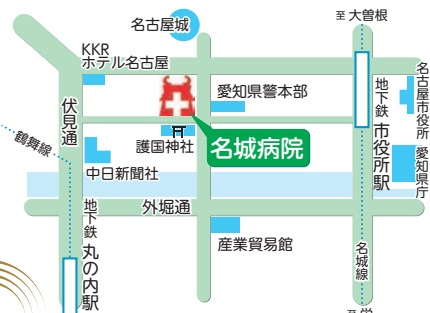 名古屋城
至 大曽根
KKR
ホテル名古屋
愛知県警本部
伏見通
地下鉄 市役所駅
名古屋市役所
愛知県庁
護国神社
名城病院
鶴舞線
中日新聞社
外堀通
地下鉄 丸の内駅
産業貿易館
名城線
至 栄